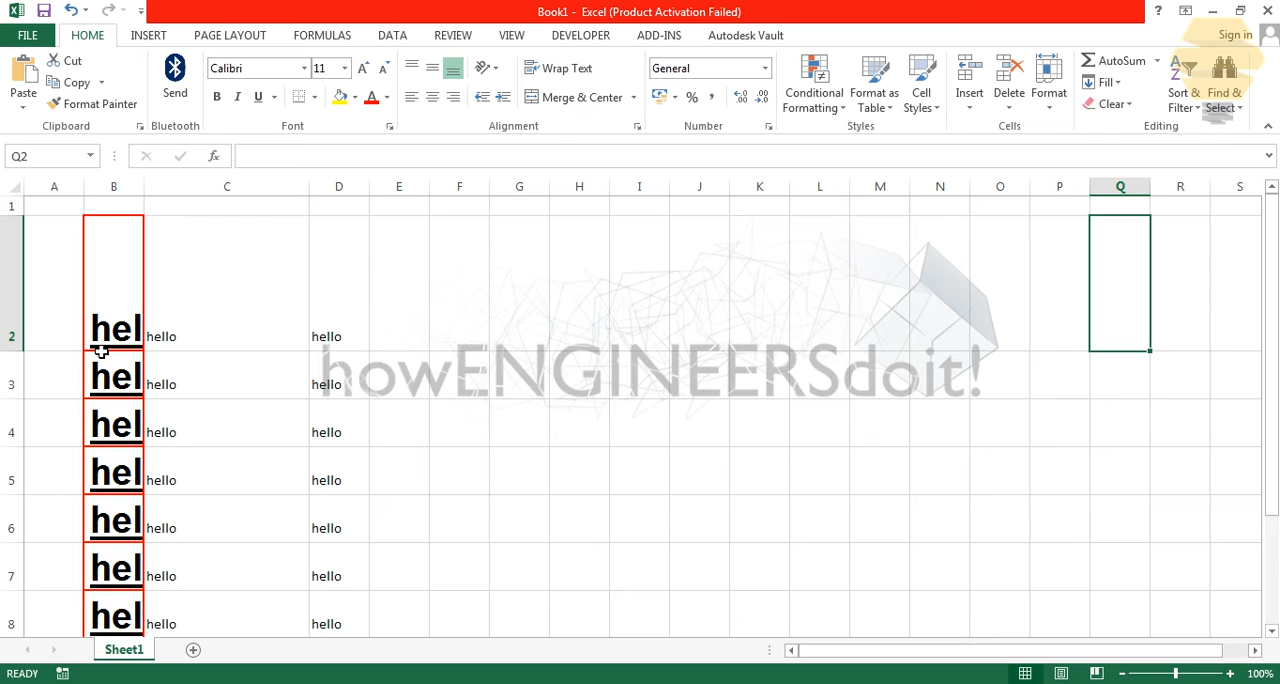 Book1 - Excel (Product Activation Failed)
?
FILE HOME INSERT PAGE LAYOUT FORMULAS DATA REVIEW VIEW DEVELOPER ADD-INS Autodesk Vault Sign in
Paste Cut Copy Format Painter Clipboard
Send Bluetooth
Calibri 11 B I U Font
Wrap Text Merge & Center Alignment
General % , Number
Conditional Formatting Format as Table Cell Styles Styles
Insert Delete Format Cells
AutoSum Fill Clear Sort & Filter Find & Select Editing
Q2 fx
A B C D E F G H I J K L M N O P Q R S
1
2 hel hello hello
howENGINEERSdoit!
3 hel hello hello
4 hel hello hello
5 hel hello hello
6 hel hello hello
7 hel hello hello
8 hel hello hello
Sheet1
READY 100%